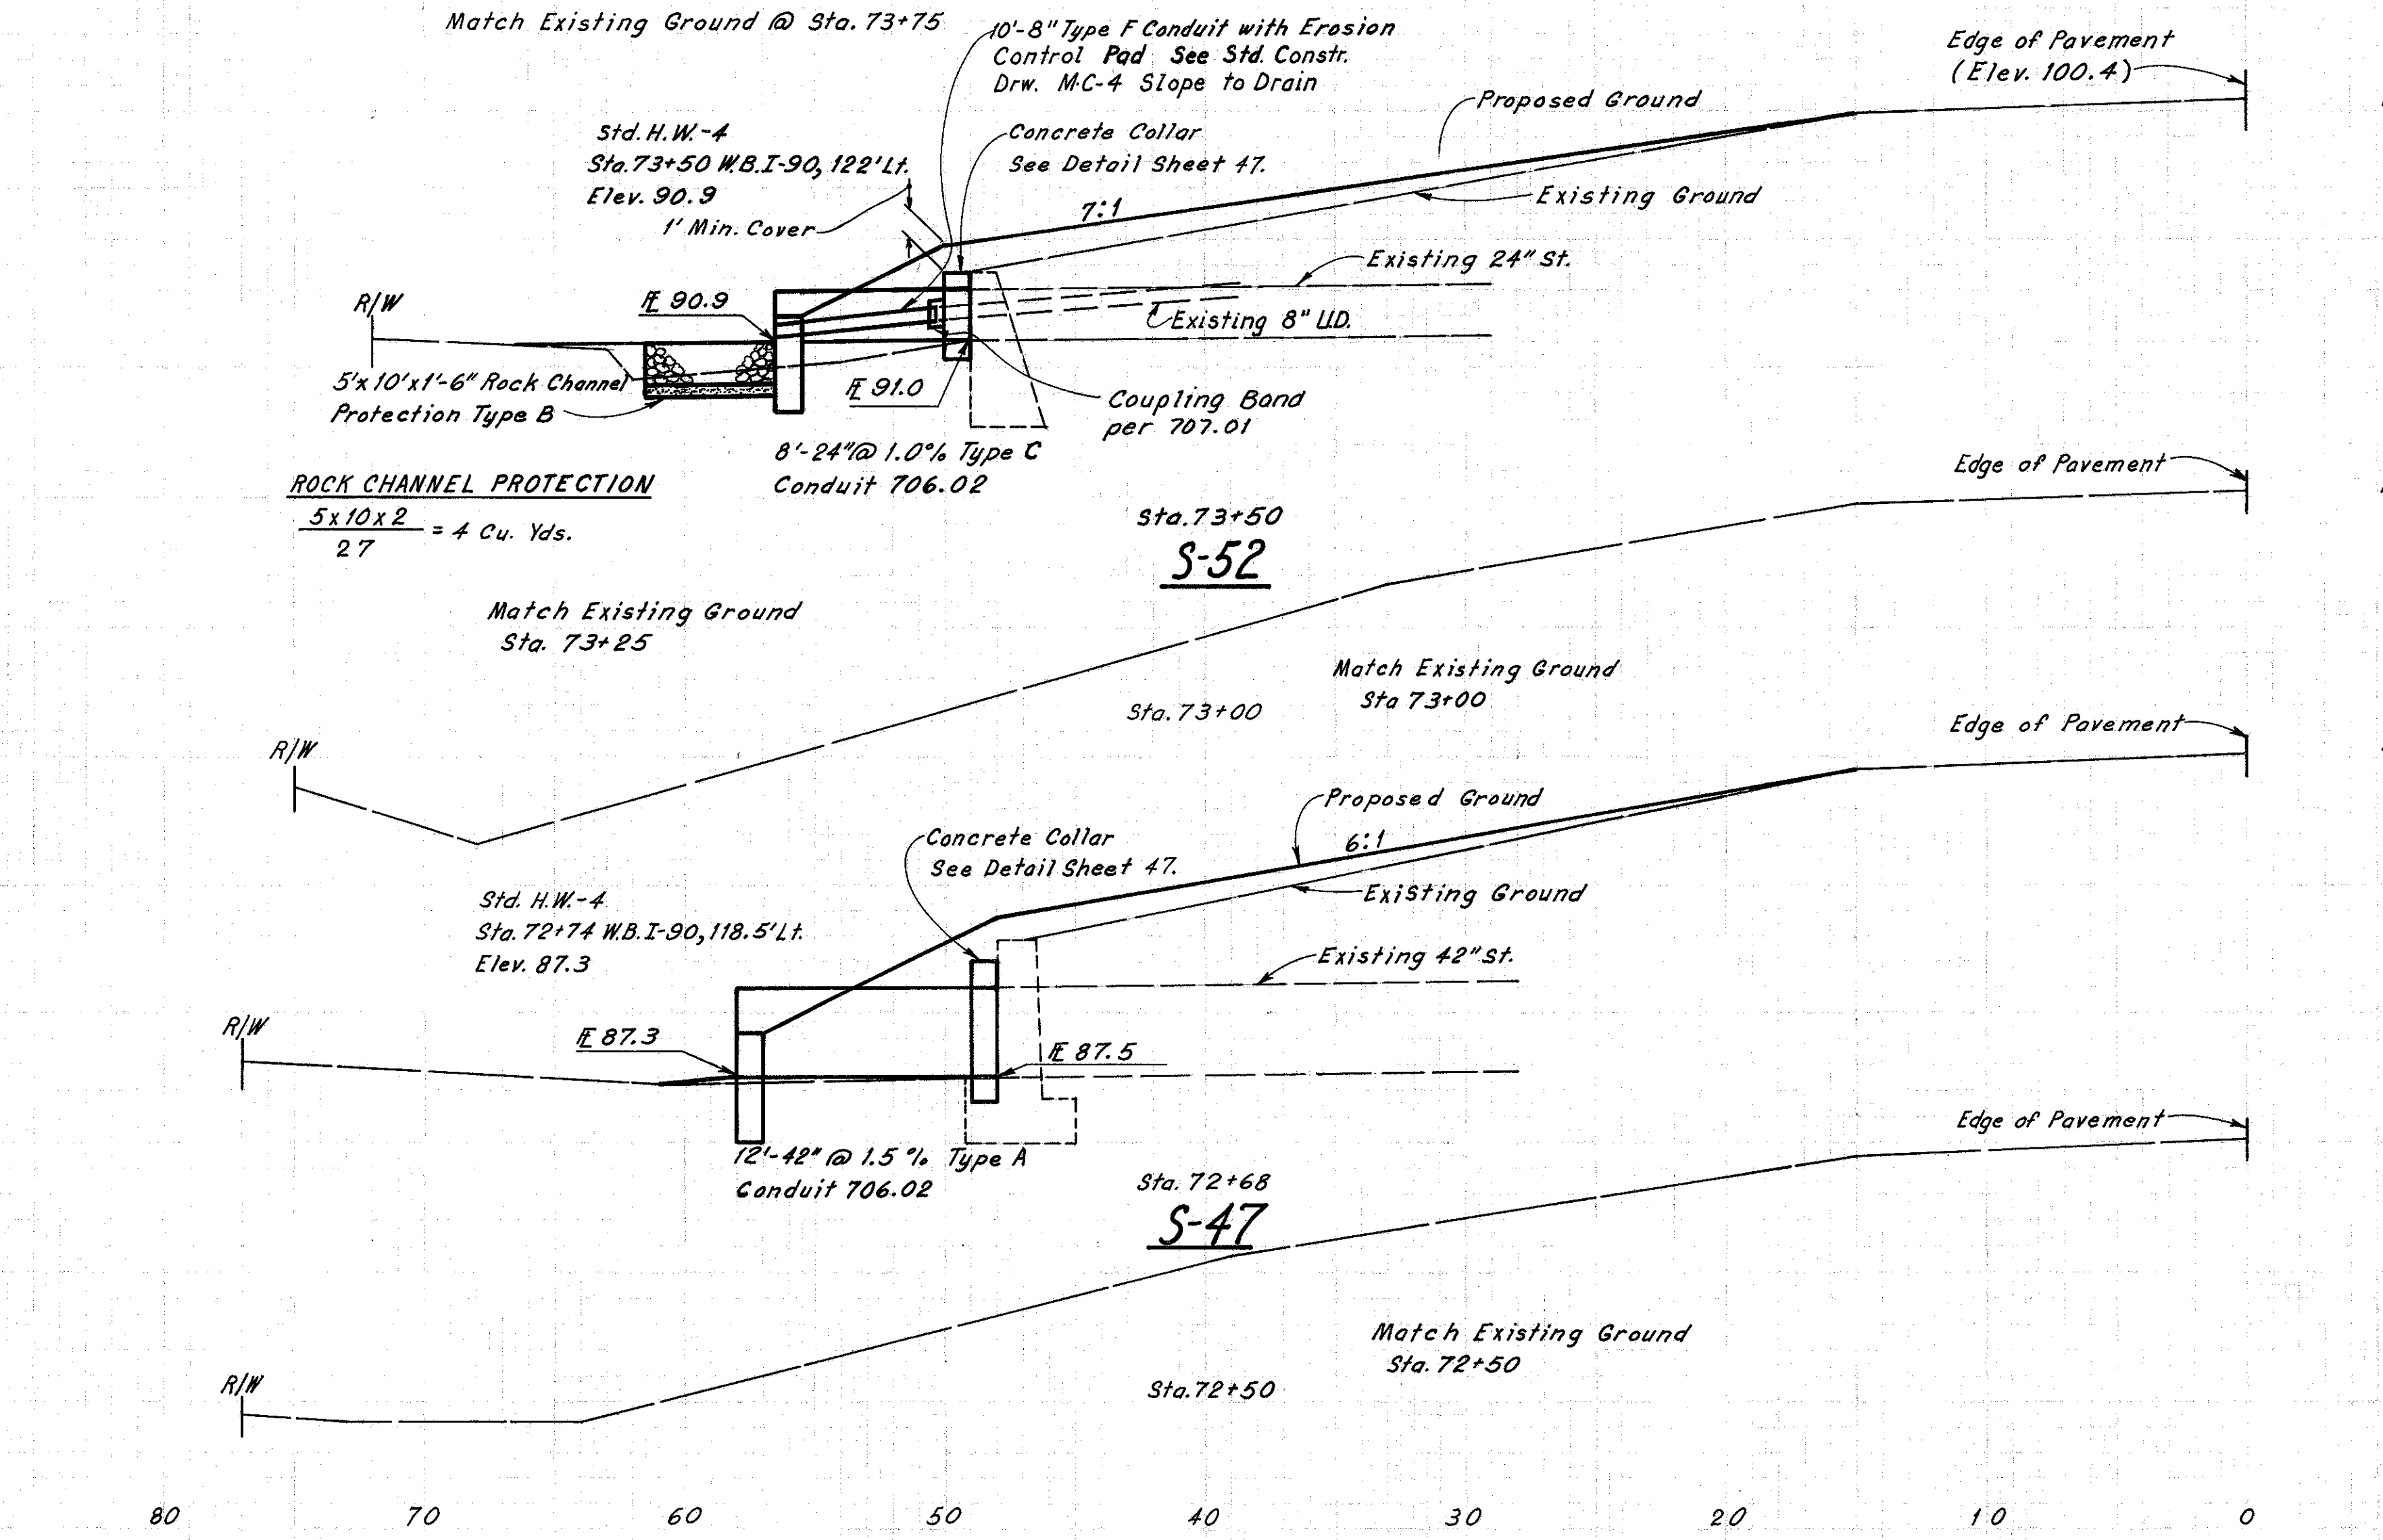 Match Existing Ground @ Sta. 73+75
10'-8" Type F Conduit with Erosion
Control Pad See Std. Constr.
Drw. M.C-4 Slope to Drain
Edge of Pavement
(Elev. 100.4)
Proposed Ground
Std. H.W.-4
Sta. 73+50 W.B.I-90, 122' Lt.
Elev. 90.9
1' Min. Cover
Concrete Collar
See Detail Sheet 47.
7:1
Existing Ground
Existing 24" St.
R/W
FL 90.9
Existing 8" U.D.
5'x10'x1'-6" Rock Channel
Protection Type B
FL 91.0
Coupling Band
per 707.01
8'-24" @ 1.0% Type C
Conduit 706.02
ROCK CHANNEL PROTECTION
5x10x2
27
= 4 Cu. Yds.
Edge of Pavement
Sta. 73+50
S-52
Match Existing Ground
Sta. 73+25
Match Existing Ground
Sta 73+00
Sta. 73+00
R/W
Edge of Pavement
Proposed Ground
6:1
Concrete Collar
See Detail Sheet 47.
Existing Ground
Std. H.W.-4
Sta. 72+74 W.B.I-90, 118.5' Lt.
Elev. 87.3
Existing 42" St.
R/W
FL 87.3
FL 87.5
12'-42" @ 1.5% Type A
Conduit 706.02
Edge of Pavement
Sta. 72+68
S-47
Match Existing Ground
Sta. 72+50
Sta. 72+50
R/W
80 70 60 50 40 30 20 10 0